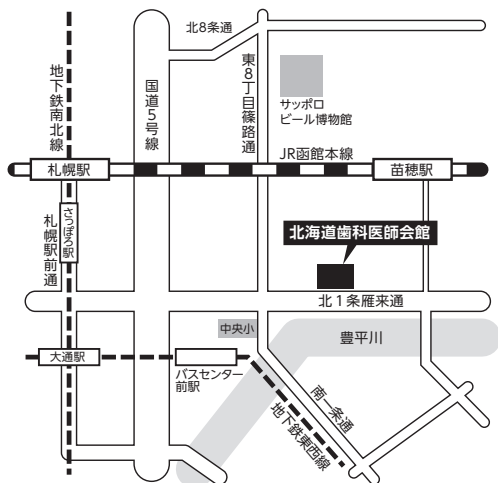 北8条通
地下鉄南北線
国道5号線
東8丁目篠路通
サッポロ
ビール博物館
JR函館本線
札幌駅
苗穂駅
札幌駅前通
さっぽろ駅
北海道歯科医師会館
北1条雁来通
中央小
豊平川
大通駅
バスセンター
前駅
南一条通
地下鉄東西線